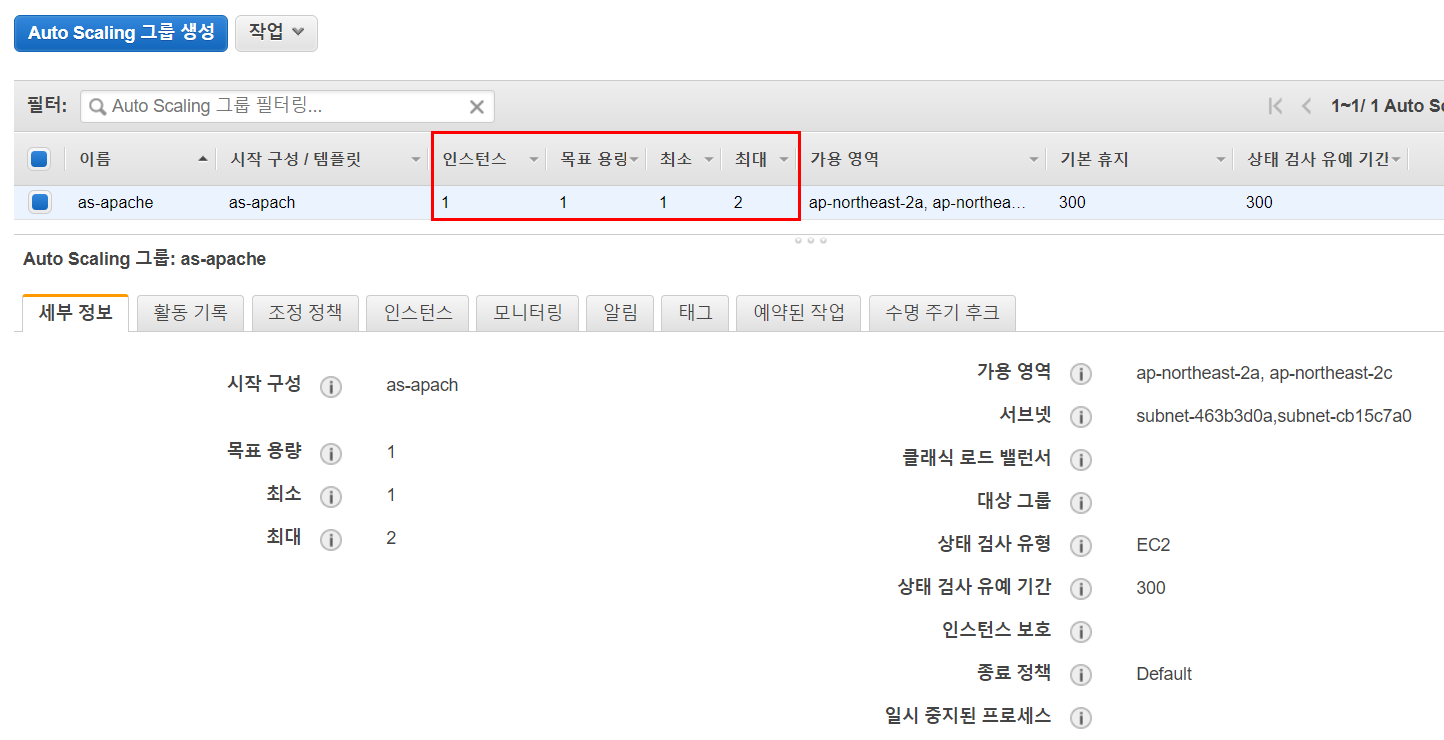 Auto Scaling 그룹 생성 작업
필터: Auto Scaling 그룹 필터링... 1~1/ 1 Auto Sc
이름 시작 구성 / 템플릿 인스턴스 목표 용량 최소 최대 가용 영역 기본 휴지 상태 검사 유예 기간
as-apache as-apach 1 1 1 2 ap-northeast-2a, ap-northea… 300 300
Auto Scaling 그룹: as-apache
세부 정보 활동 기록 조정 정책 인스턴스 모니터링 알림 태그 예약된 작업 수명 주기 후크
시작 구성 as-apach
목표 용량 1
최소 1
최대 2
가용 영역 ap-northeast-2a, ap-northeast-2c
서브넷 subnet-463b3d0a,subnet-cb15c7a0
클래식 로드 밸런서
대상 그룹
상태 검사 유형 EC2
상태 검사 유예 기간 300
인스턴스 보호
종료 정책 Default
일시 중지된 프로세스